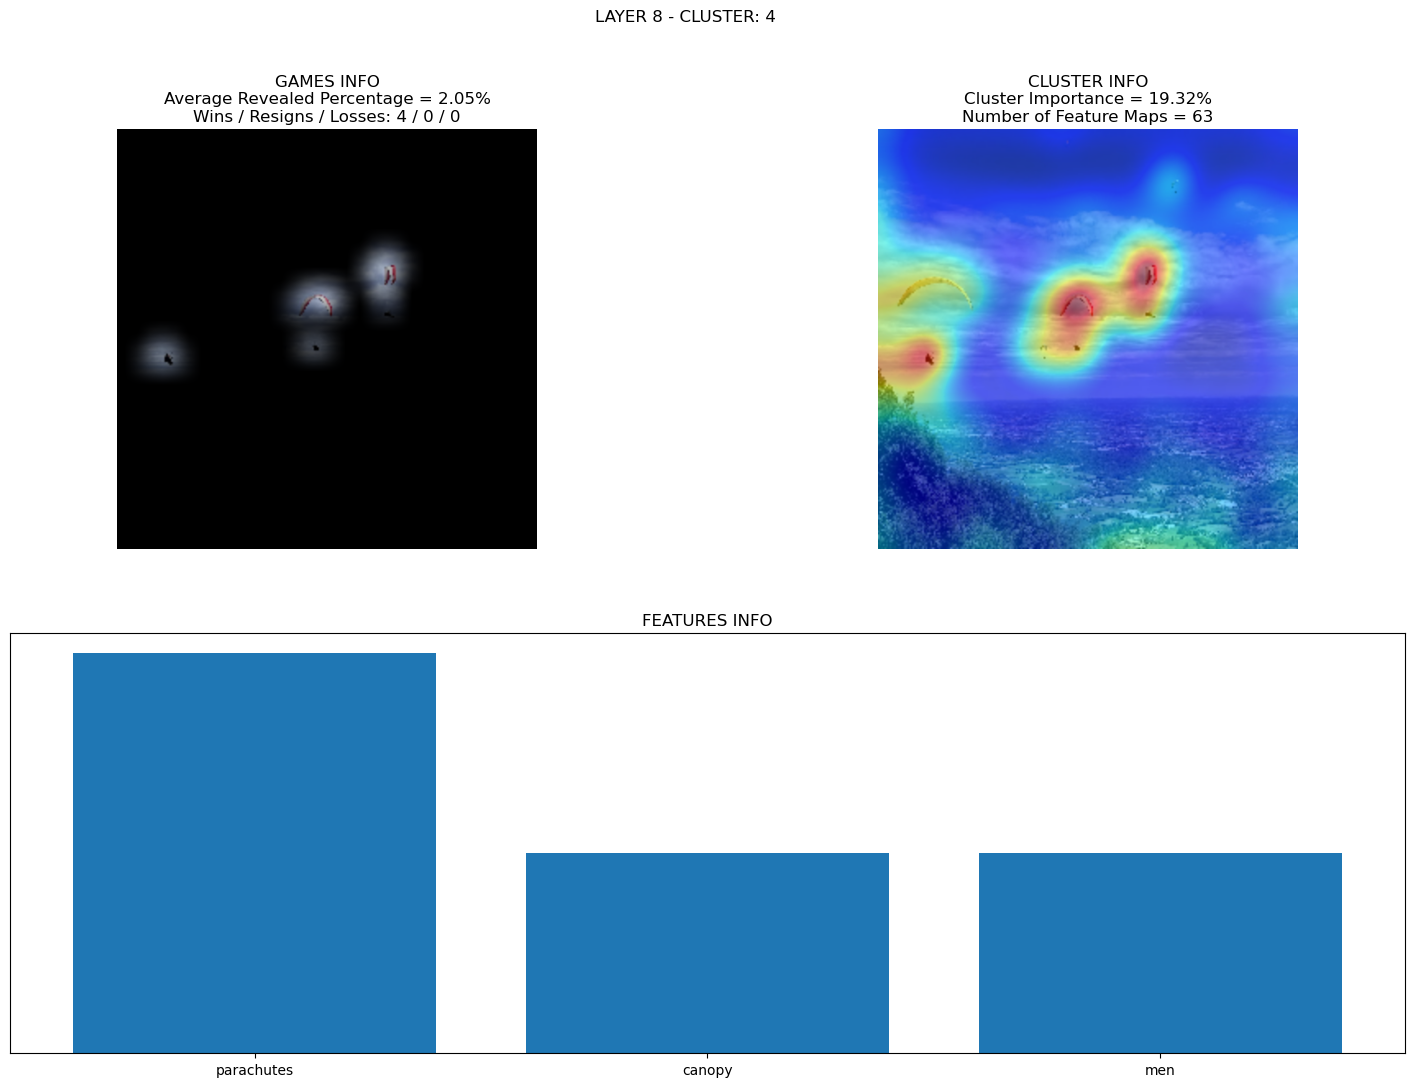 LAYER 8 - CLUSTER: 4
GAMES INFO
Average Revealed Percentage = 2.05%
Wins / Resigns / Losses: 4 / 0 / 0
CLUSTER INFO
Cluster Importance = 19.32%
Number of Feature Maps = 63
FEATURES INFO
parachutes
canopy
men